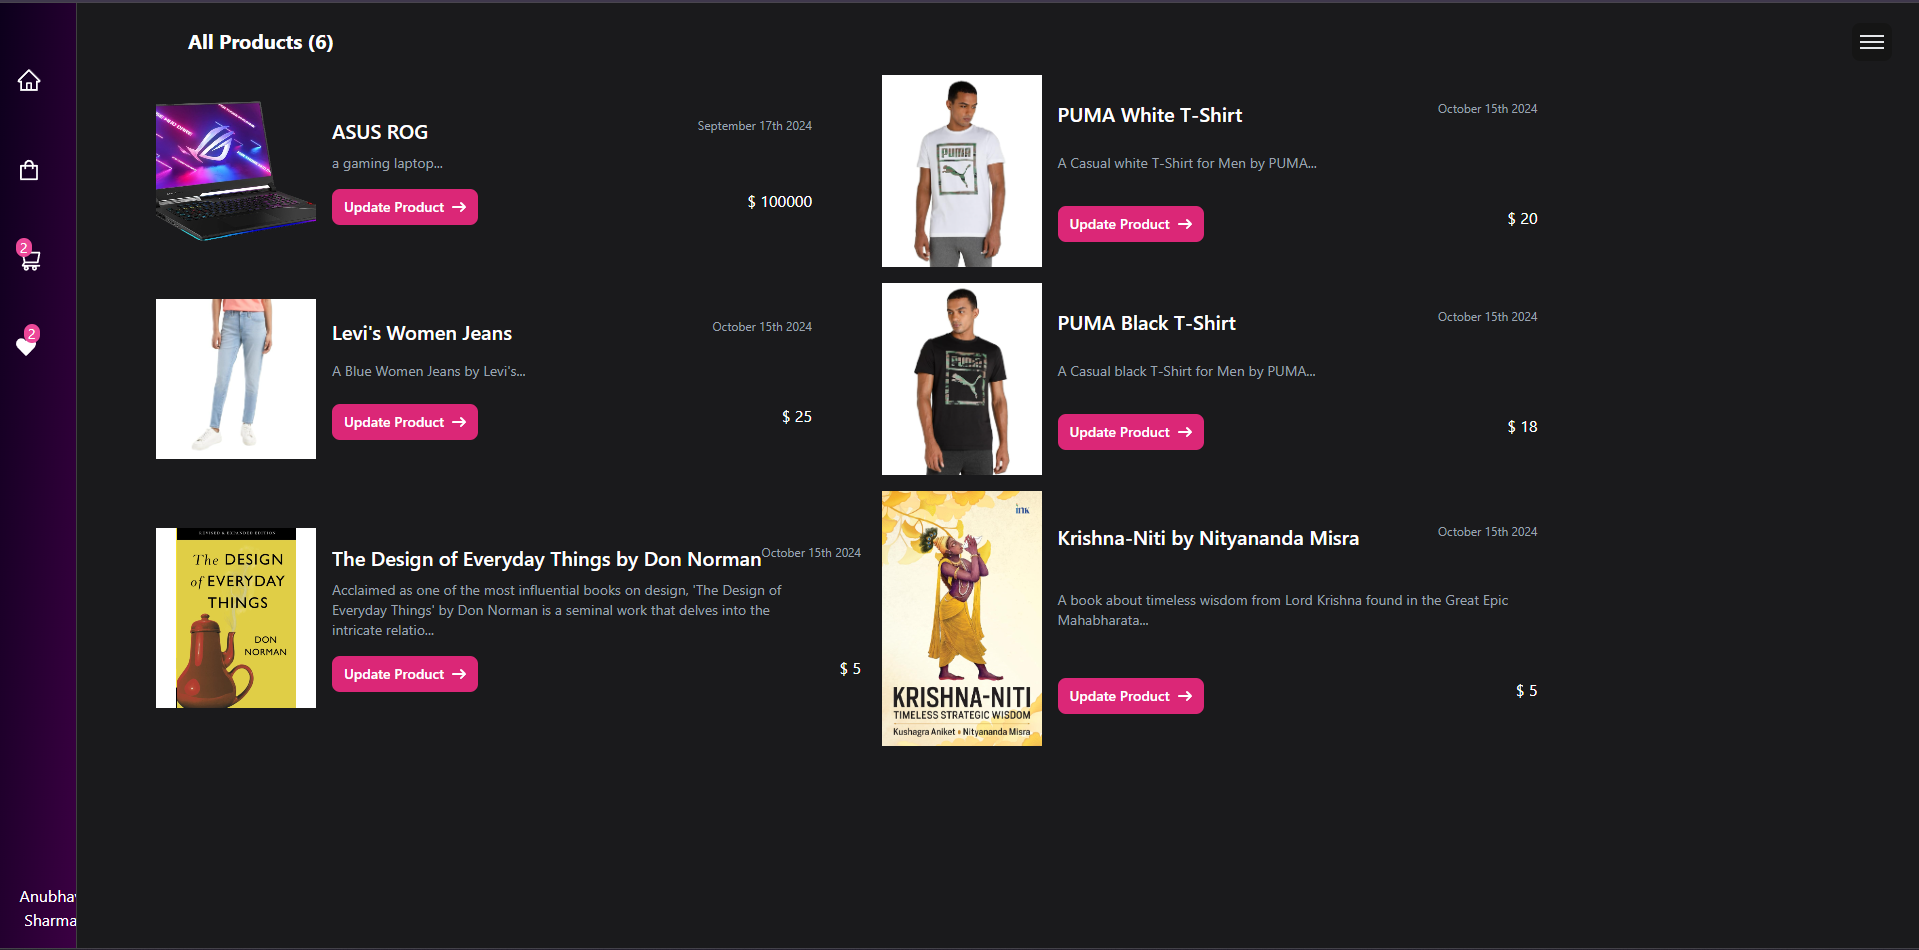 All Products (6)
2
2
Anubhav
Sharma
ASUS ROG
September 17th 2024
a gaming laptop...
Update Product →
$ 100000
PUMA
PUMA White T-Shirt
October 15th 2024
A Casual white T-Shirt for Men by PUMA...
Update Product →
$ 20
Levi's Women Jeans
October 15th 2024
A Blue Women Jeans by Levi's...
Update Product →
$ 25
PUMA
PUMA Black T-Shirt
October 15th 2024
A Casual black T-Shirt for Men by PUMA...
Update Product →
$ 18
REVISED & EXPANDED EDITION
The DESIGN
of EVERYDAY
THINGS
DON
NORMAN
The Design of Everyday Things by Don Norman
October 15th 2024
Acclaimed as one of the most influential books on design, 'The Design of
Everyday Things' by Don Norman is a seminal work that delves into the
intricate relatio...
Update Product →
$ 5
KRISHNA-NITI
TIMELESS STRATEGIC WISDOM
Kushagra Aniket • Nityananda Misra
Krishna-Niti by Nityananda Misra
October 15th 2024
A book about timeless wisdom from Lord Krishna found in the Great Epic
Mahabharata...
Update Product →
$ 5